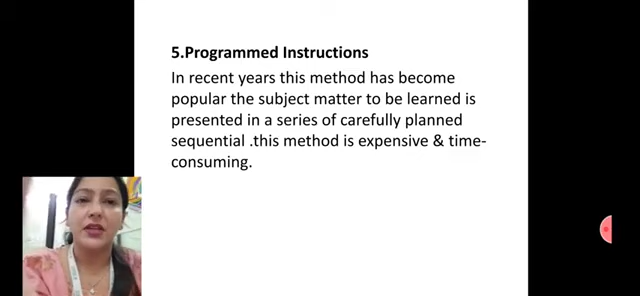 5.Programmed Instructions
In recent years this method has become
popular the subject matter to be learned is
presented in a series of carefully planned
sequential .this method is expensive & time-
consuming.